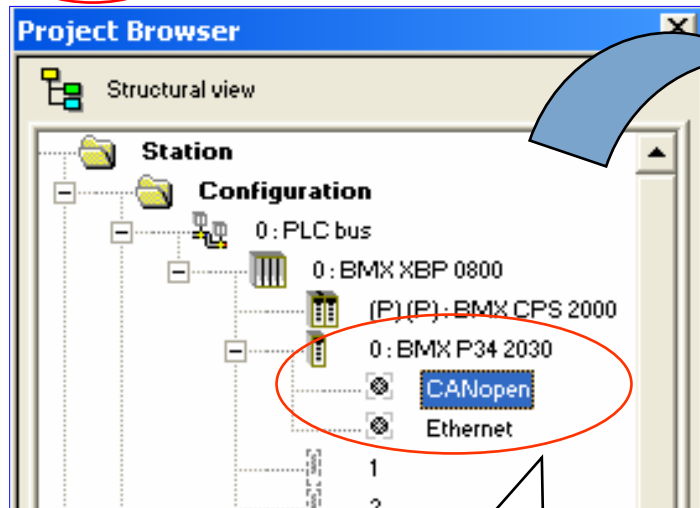 Project Browser
Structural view
Station
Configuration
0 : PLC bus
0 : BMX XBP 0800
(P) (P) : BMX CPS 2000
0 : BMX P34 2030
CANopen
Ethernet
1
2